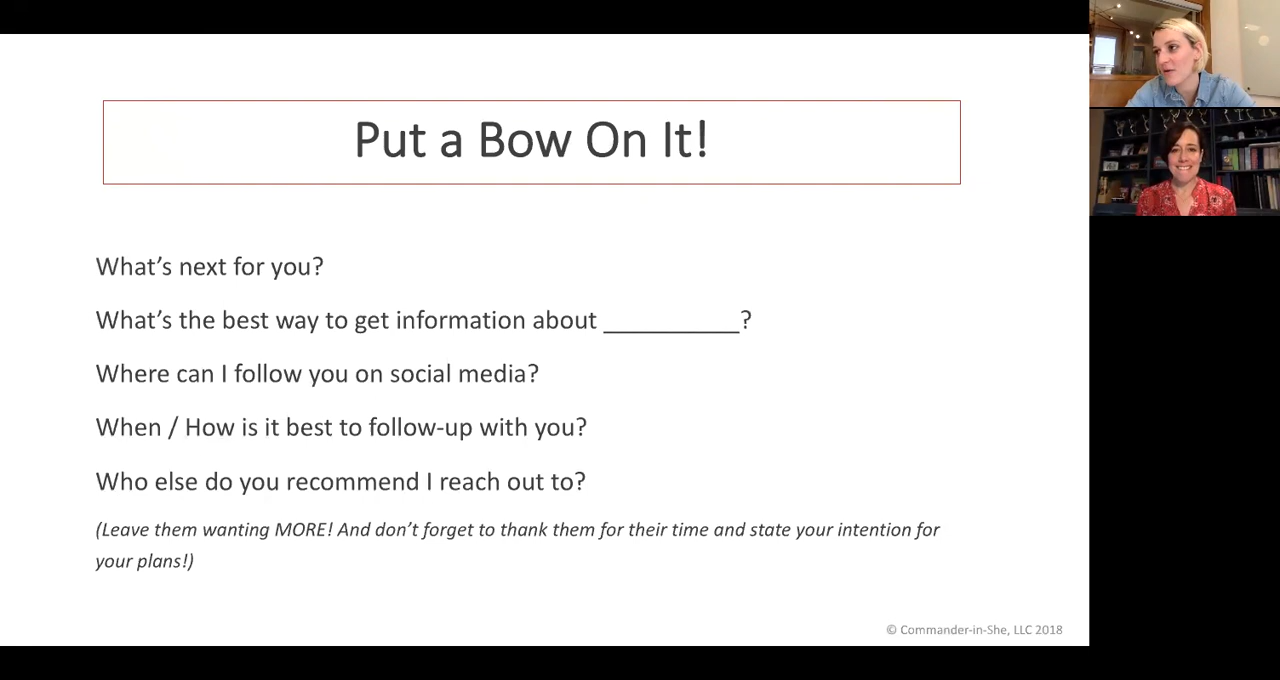 Put a Bow On It!
What’s next for you?
What’s the best way to get information about __________?
Where can I follow you on social media?
When / How is it best to follow-up with you?
Who else do you recommend I reach out to?
(Leave them wanting MORE! And don’t forget to thank them for their time and state your intention for
your plans!)
© Commander-in-She, LLC 2018